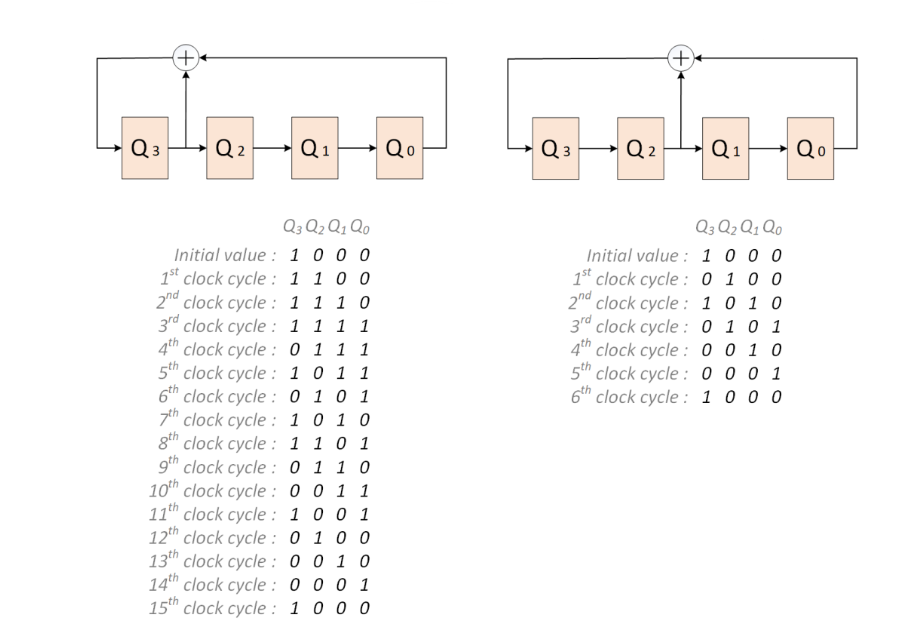 +
Q3 Q2 Q1 Q0
Q3 Q2 Q1 Q0
Initial value : 1 0 0 0
1st clock cycle : 1 1 0 0
2nd clock cycle : 1 1 1 0
3rd clock cycle : 1 1 1 1
4th clock cycle : 0 1 1 1
5th clock cycle : 1 0 1 1
6th clock cycle : 0 1 0 1
7th clock cycle : 1 0 1 0
8th clock cycle : 1 1 0 1
9th clock cycle : 0 1 1 0
10th clock cycle : 0 0 1 1
11th clock cycle : 1 0 0 1
12th clock cycle : 0 1 0 0
13th clock cycle : 0 0 1 0
14th clock cycle : 0 0 0 1
15th clock cycle : 1 0 0 0
+
Q3 Q2 Q1 Q0
Q3 Q2 Q1 Q0
Initial value : 1 0 0 0
1st clock cycle : 0 1 0 0
2nd clock cycle : 1 0 1 0
3rd clock cycle : 0 1 0 1
4th clock cycle : 0 0 1 0
5th clock cycle : 0 0 0 1
6th clock cycle : 1 0 0 0